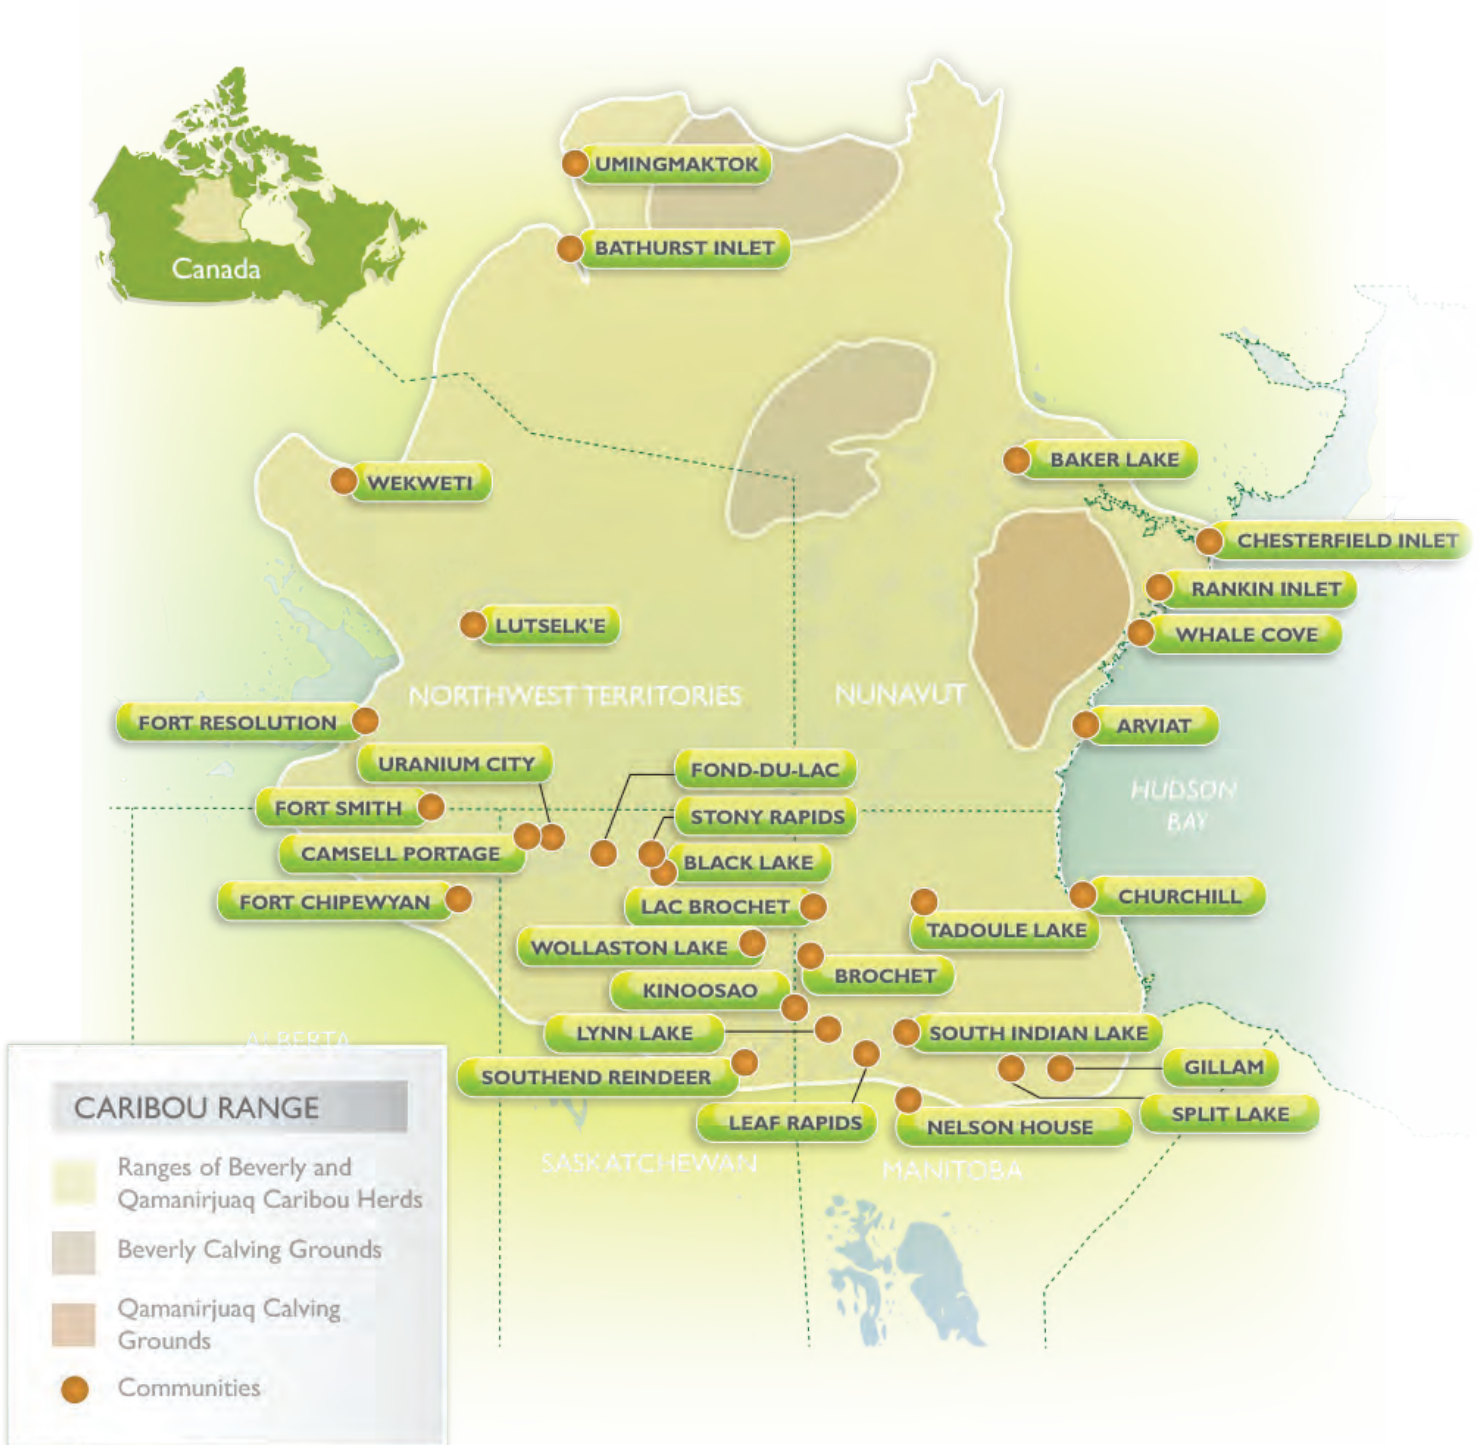 Canada
UMINGMAKTOK
BATHURST INLET
WEKWETI
BAKER LAKE
CHESTERFIELD INLET
RANKIN INLET
WHALE COVE
LUTSELK'E
NORTHWEST TERRITORIES
NUNAVUT
FORT RESOLUTION
ARVIAT
URANIUM CITY
FOND-DU-LAC
HUDSON
BAY
FORT SMITH
STONY RAPIDS
CAMSELL PORTAGE
BLACK LAKE
FORT CHIPEWYAN
LAC BROCHET
CHURCHILL
TADOULE LAKE
WOLLASTON LAKE
BROCHET
KINOOSAO
LYNN LAKE
SOUTH INDIAN LAKE
ALBERTA
SOUTHEND REINDEER
GILLAM
SPLIT LAKE
LEAF RAPIDS
NELSON HOUSE
SASKATCHEWAN
MANITOBA
CARIBOU RANGE
Ranges of Beverly and
Qamanirjuaq Caribou Herds
Beverly Calving Grounds
Qamanirjuaq Calving
Grounds
Communities